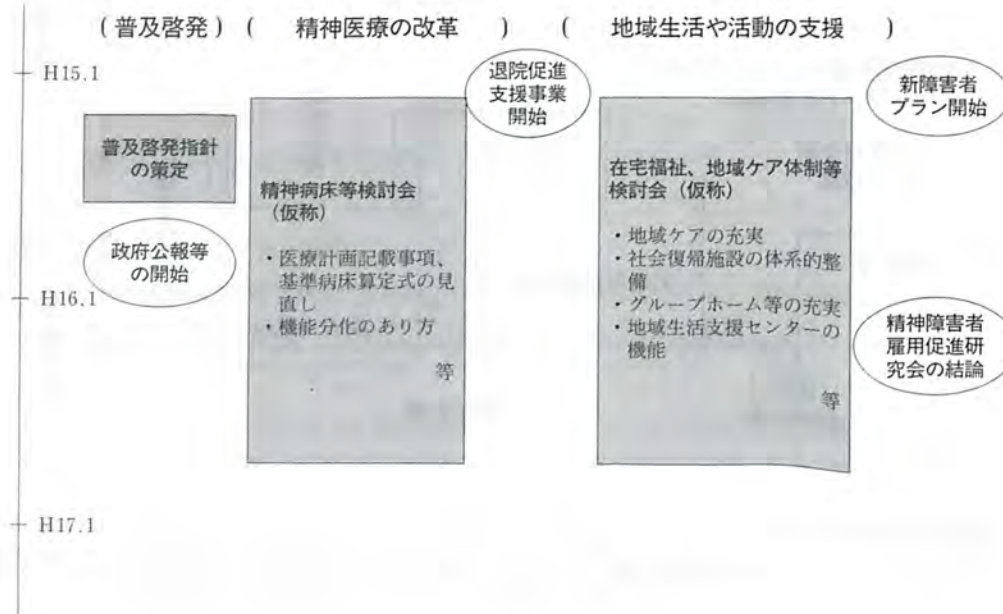 (普及啓発) ( 精神医療の改革 ) ( 地域生活や活動の支援 )
H15.1
退院促進
支援事業
開始
新障害者
プラン開始
普及啓発指針
の策定
政府公報等
の開始
精神病床等検討会
(仮称)
・医療計画記載事項、
基準病床算定式の見
直し
・機能分化のあり方
等
在宅福祉、地域ケア体制等
検討会(仮称)
・地域ケアの充実
・社会復帰施設の体系的整
備
・グループホーム等の充実
・地域生活支援センターの
機能
等
H16.1
精神障害者
雇用促進研
究会の結論
H17.1